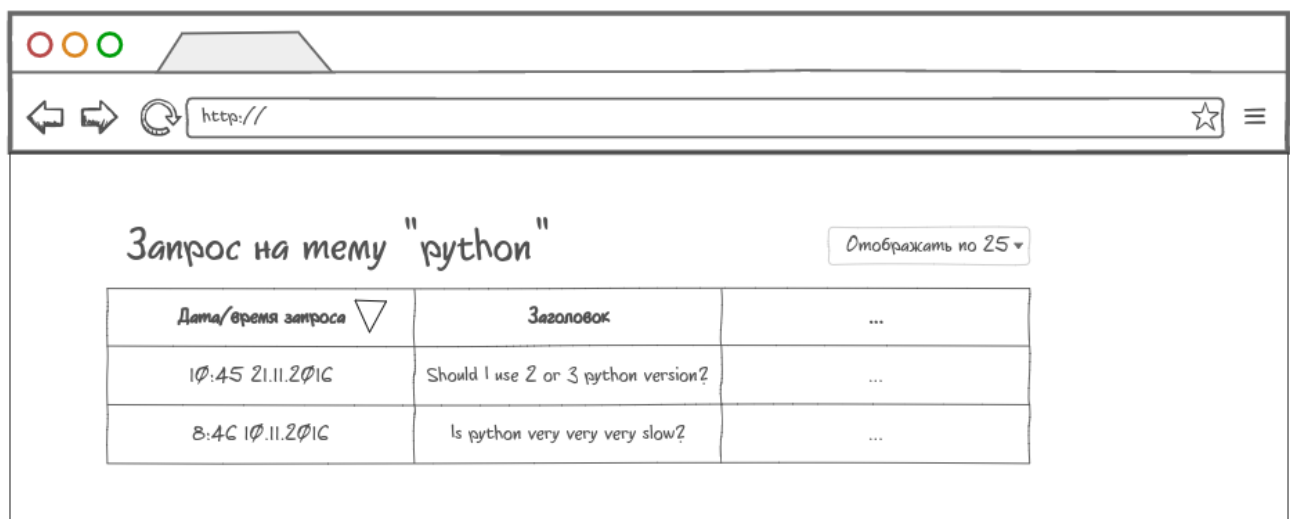 http://
Запрос на тему "python"
Отображать по 25
Дата/время запроса
Заголовок
...
10:45 21.11.2016
Should I use 2 or 3 python version?
...
8:46 10.11.2016
Is python very very very slow?
...